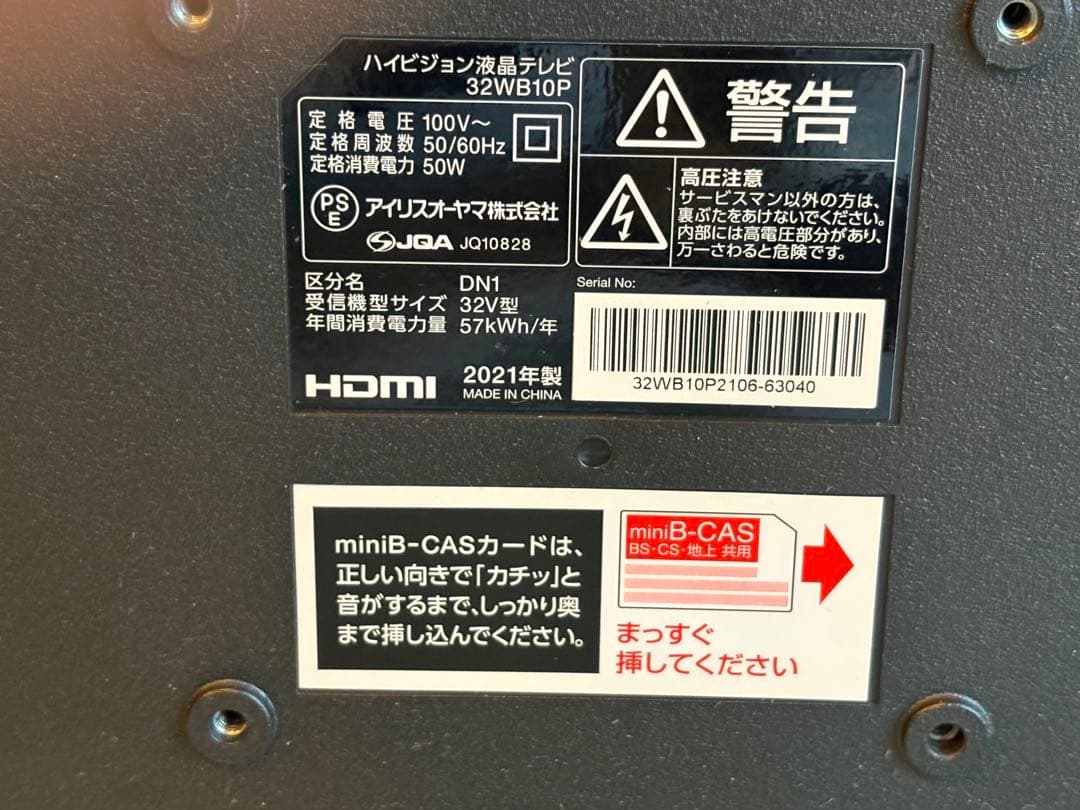 ハイビジョン液晶テレビ
32WB10P
定格電圧 100V〜
定格周波数 50/60Hz
定格消費電力 50W
PS
E
アイリスオーヤマ株式会社
JQA JQ10828
区分名 DN1
受信機型サイズ 32V型
年間消費電力量 57kWh/年
HDMI
2021年製
MADE IN CHINA
警告
高圧注意
サービスマン以外の方は、
裏ぶたをあけないでください。
内部には高電圧部分があり、
万一さわると危険です。
Serial No:
32WB10P2106-63040
miniB-CASカードは、
正しい向きで「カチッ」と
音がするまで、しっかり奥
まで挿し込んでください。
miniB-CAS
BS・CS・地上 共用
まっすぐ
挿してください